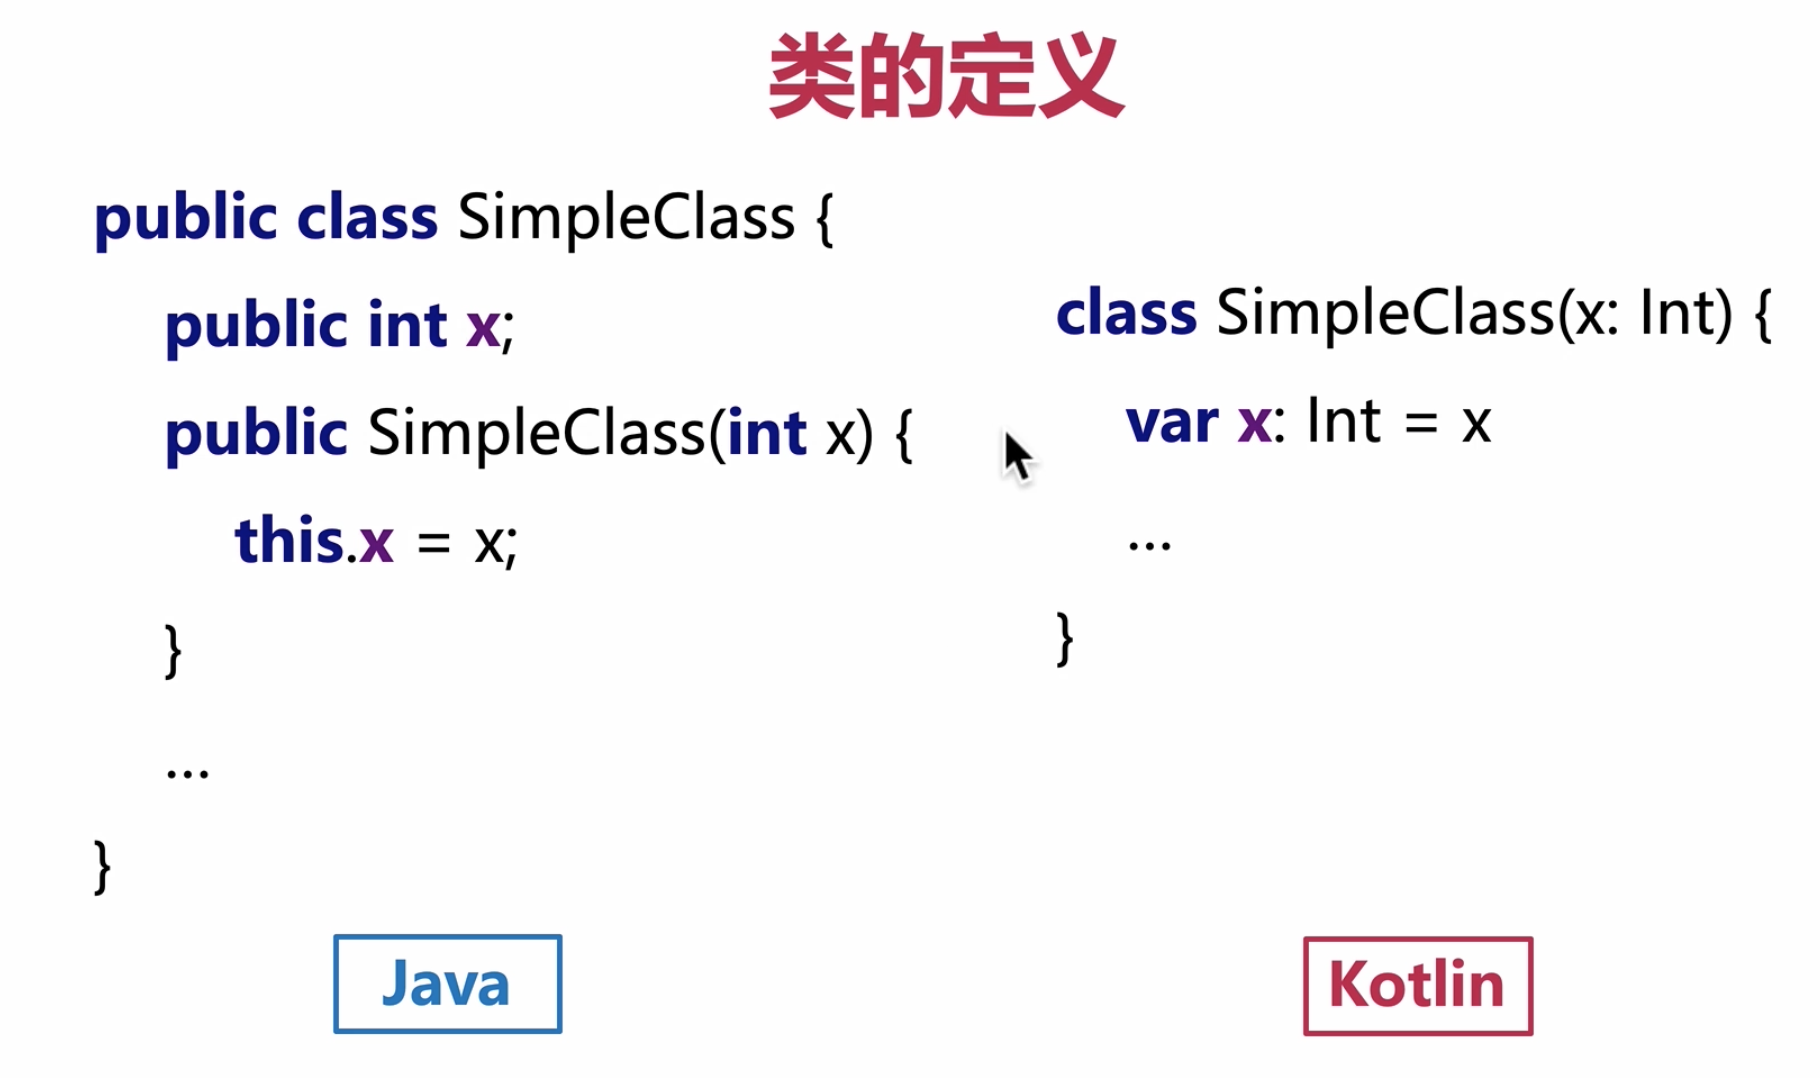 类的定义
public class SimpleClass {
public int x;
public SimpleClass(int x) {
this.x = x;
}
...
}
Java
class SimpleClass(x: Int) {
var x: Int = x
...
}
Kotlin